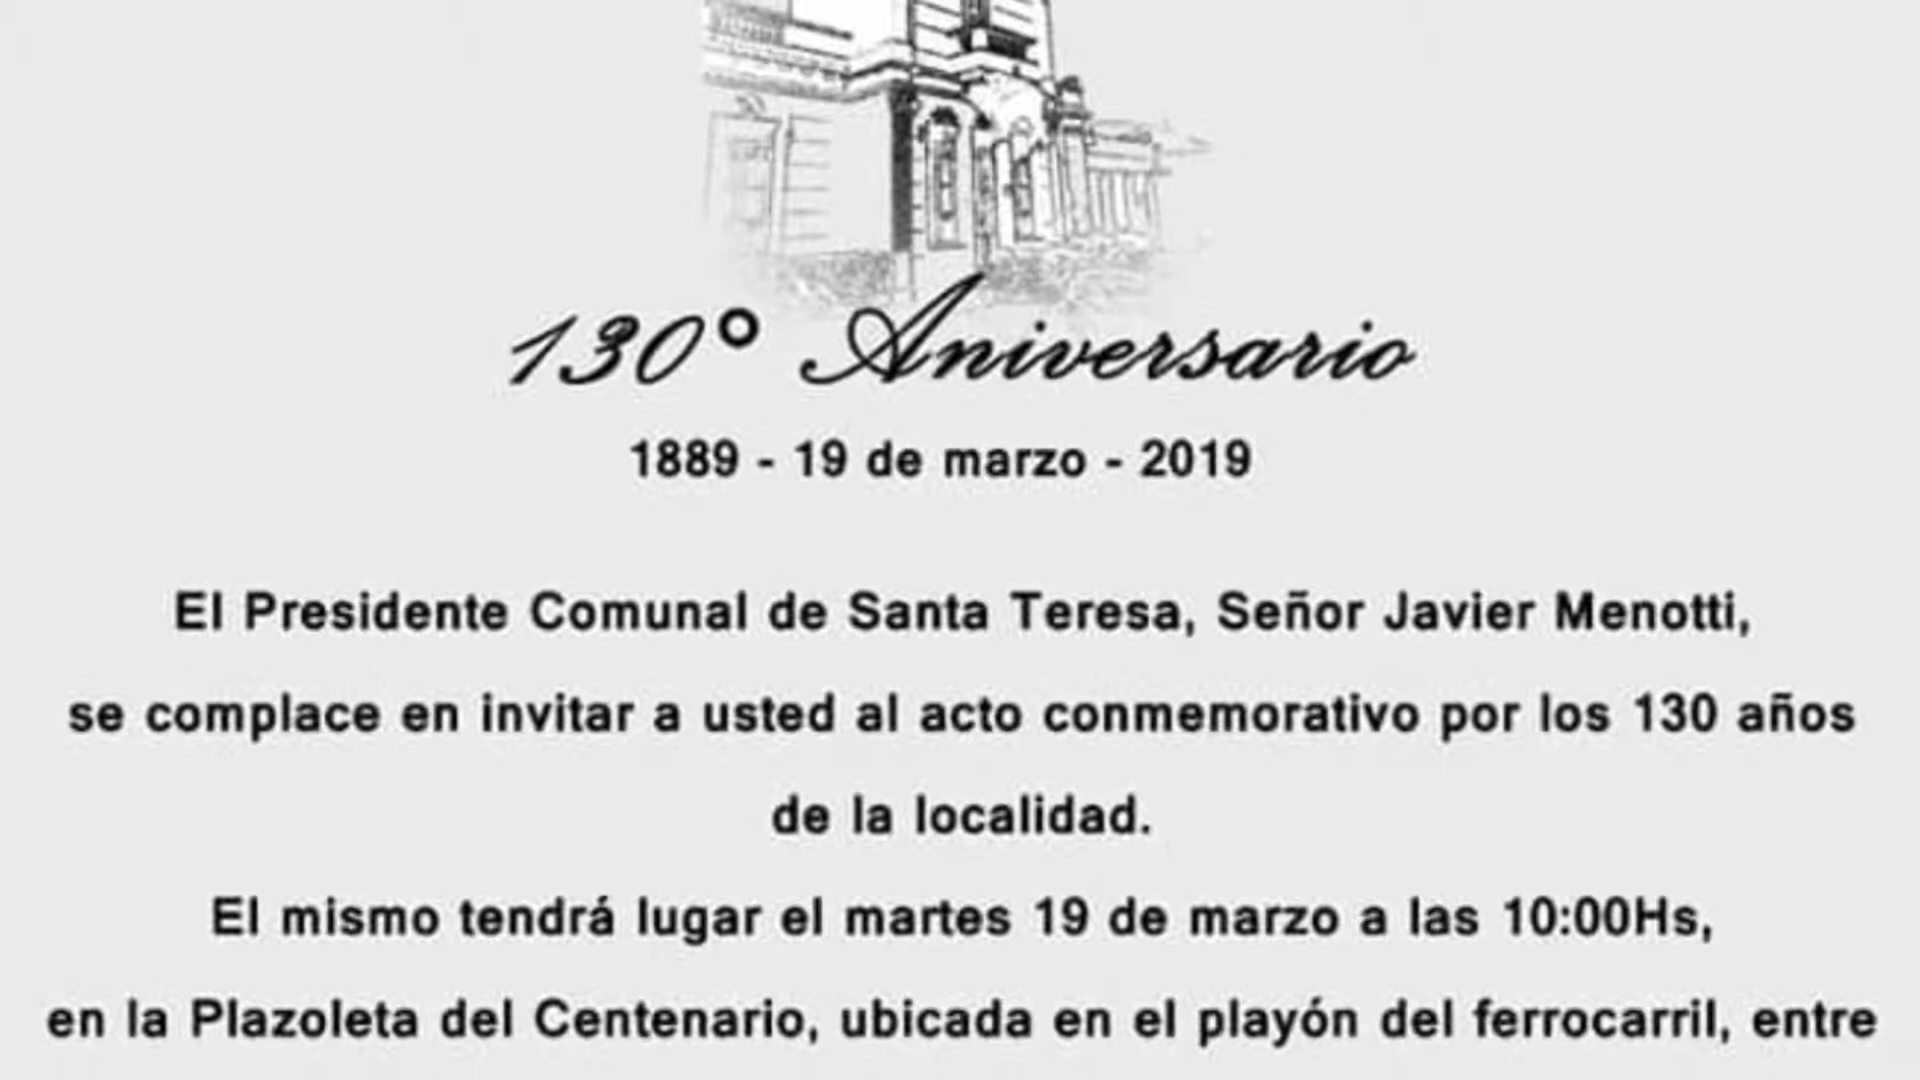 130° Aniversario
1889 - 19 de marzo - 2019
El Presidente Comunal de Santa Teresa, Señor Javier Menotti,
se complace en invitar a usted al acto conmemorativo por los 130 años
de la localidad.
El mismo tendrá lugar el martes 19 de marzo a las 10:00Hs,
en la Plazoleta del Centenario, ubicada en el playón del ferrocarril, entre